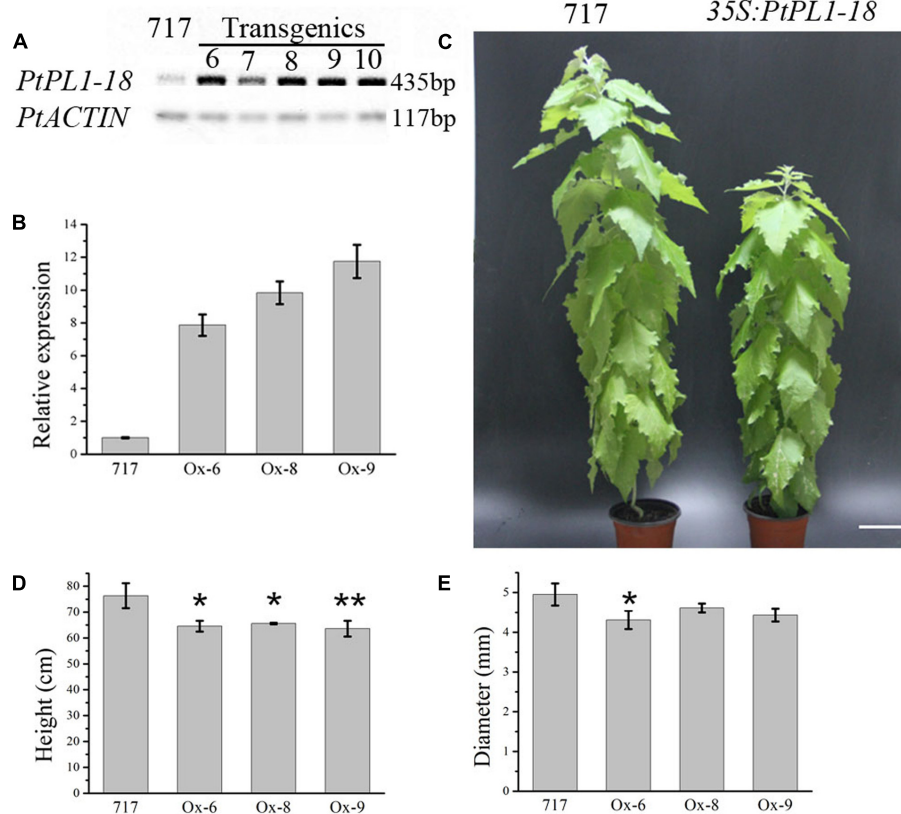 A
717 Transgenics
6 7 8 9 10
PtPL1-18 435bp
PtACTIN 117bp
B
Relative expression
14
12
10
8
6
4
2
0
717 Ox-6 Ox-8 Ox-9
C
717 35S:PtPL1-18
D
Height (cm)
80
70
60
50
40
30
20
10
0
* * **
717 Ox-6 Ox-8 Ox-9
E
Diameter (mm)
5
4
3
2
1
0
*
717 Ox-6 Ox-8 Ox-9